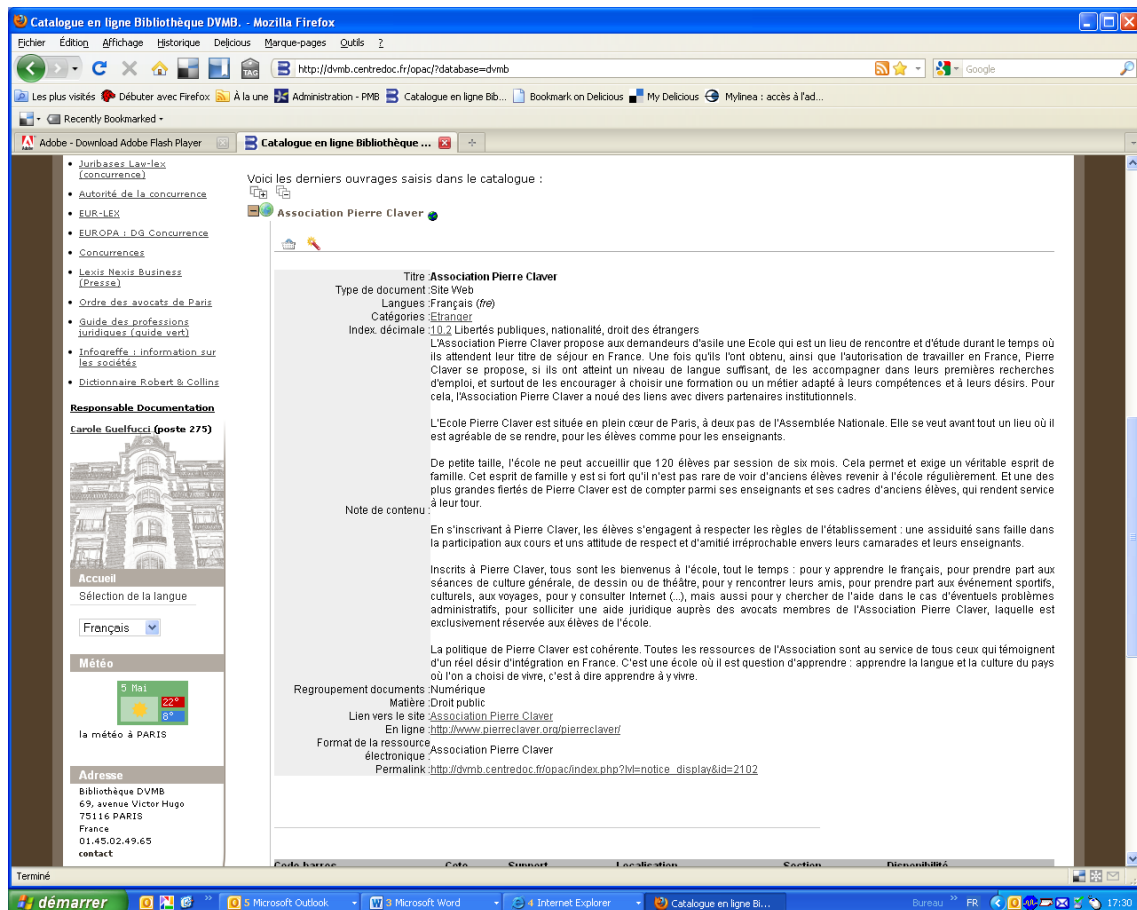 Catalogue en ligne Bibliothèque DVMB. - Mozilla Firefox
Fichier Édition Affichage Historique Delicious Marque-pages Outils ?
TAG http://dvmb.centredoc.fr/opac/?database=dvmb Google
Les plus visités Débuter avec Firefox À la une Administration - PMB Catalogue en ligne Bib... Bookmark on Delicious My Delicious Mylinea : accès à l'ad...
Recently Bookmarked
Adobe - Download Adobe Flash Player Catalogue en ligne Bibliothèque ...
Juribases Law-lex
(concurrence)
Autorité de la concurrence
EUR-LEX
EUROPA : DG Concurrence
Concurrences
Lexis Nexis Business
(Presse)
Ordre des avocats de Paris
Guide des professions
juridiques (guide vert)
Infogreffe : information sur
les sociétés
Dictionnaire Robert & Collins
Responsable Documentation
Carole Guelfucci (poste 275)
Accueil
Sélection de la langue
Français
Météo
5 Mai
22°
8°
la météo à PARIS
Adresse
Bibliothèque DVMB
69, avenue Victor Hugo
75116 PARIS
France
01.45.02.49.65
contact
Voici les derniers ouvrages saisis dans le catalogue :
Association Pierre Claver
Titre : Association Pierre Claver
Type de document : Site Web
Langues : Français (fre)
Catégories : Etranger
Index. décimale : 10.2 Libertés publiques, nationalité, droit des étrangers
Note de contenu :
L'Association Pierre Claver propose aux demandeurs d'asile une Ecole qui est un lieu de rencontre et d'étude durant le temps où
ils attendent leur titre de séjour en France. Une fois qu'ils l'ont obtenu, ainsi que l'autorisation de travailler en France, Pierre
Claver se propose, si ils ont atteint un niveau de langue suffisant, de les accompagner dans leurs premières recherches
d'emploi, et surtout de les encourager à choisir une formation ou un métier adapté à leurs compétences et à leurs désirs. Pour
cela, l'Association Pierre Claver a noué des liens avec divers partenaires institutionnels.
L'Ecole Pierre Claver est située en plein cœur de Paris, à deux pas de l'Assemblée Nationale. Elle se veut avant tout un lieu où il
est agréable de se rendre, pour les élèves comme pour les enseignants.
De petite taille, l'école ne peut accueillir que 120 élèves par session de six mois. Cela permet et exige un véritable esprit de
famille. Cet esprit de famille y est si fort qu'il n'est pas rare de voir d'anciens élèves revenir à l'école régulièrement. Et une des
plus grandes fiertés de Pierre Claver est de compter parmi ses enseignants et ses cadres d'anciens élèves, qui rendent service
à leur tour.
En s'inscrivant à Pierre Claver, les élèves s'engagent à respecter les règles de l'établissement : une assiduité sans faille dans
la participation aux cours et uns attitude de respect et d'amitié irréprochable envers leurs camarades et leurs enseignants.
Inscrits à Pierre Claver, tous sont les bienvenus à l'école, tout le temps : pour y apprendre le français, pour prendre part aux
séances de culture générale, de dessin ou de théâtre, pour y rencontrer leurs amis, pour prendre part aux événement sportifs,
culturels, aux voyages, pour y consulter Internet (...), mais aussi pour y chercher de l'aide dans le cas d'éventuels problèmes
administratifs, pour solliciter une aide juridique auprès des avocats membres de l'Association Pierre Claver, laquelle est
exclusivement réservée aux élèves de l'école.
La politique de Pierre Claver est cohérente. Toutes les ressources de l'Association sont au service de tous ceux qui témoignent
d'un réel désir d'intégration en France. C'est une école où il est question d'apprendre : apprendre la langue et la culture du pays
où l'on a choisi de vivre, c'est à dire apprendre à y vivre.
Regroupement documents : Numérique
Matière : Droit public
Lien vers le site : Association Pierre Claver
En ligne : http://www.pierreclaver.org/pierreclaver/
Format de la ressource
électronique : Association Pierre Claver
Permalink : http://dvmb.centredoc.fr/opac/index.php?lvl=notice_display&id=2102
Code barres Cote Support Localisation Section Disponibilité
Terminé
démarrer 5 Microsoft Outlook 3 Microsoft Word 4 Internet Explorer Catalogue en ligne Bi... Bureau FR 17:30